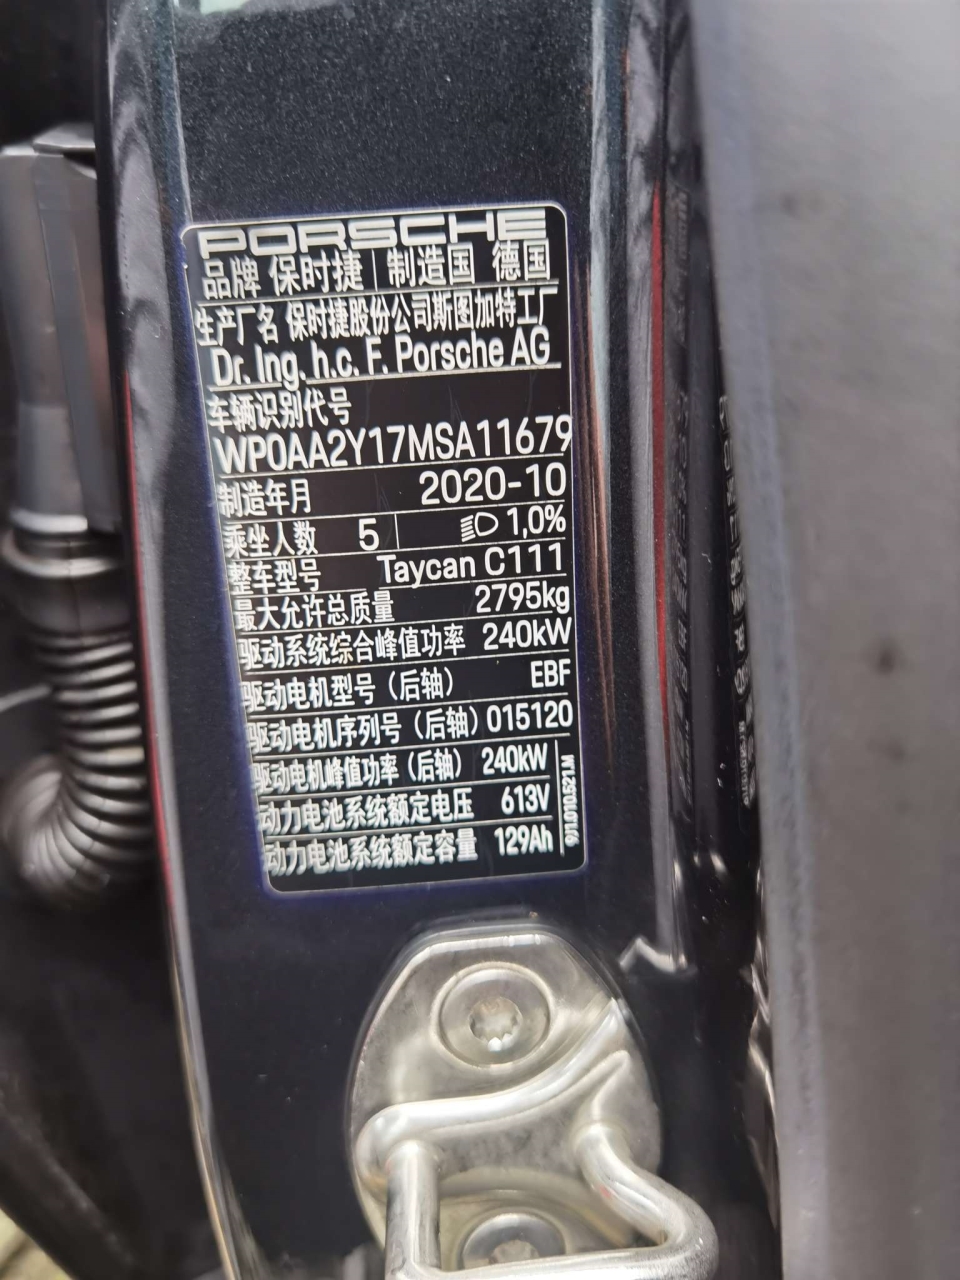 PORSCHE
品牌 保时捷 制造国 德国
生产厂名 保时捷股份公司斯图加特工厂
Dr. Ing. h.c. F. Porsche AG
车辆识别代号
WP0AA2Y17MSA11679
制造年月 2020-10
乘坐人数 5 1,0%
整车型号 Taycan C111
最大允许总质量 2795kg
驱动系统综合峰值功率 240kW
驱动电机型号（后轴） EBF
驱动电机序列号（后轴）015120
驱动电机峰值功率（后轴） 240kW
动力电池系统额定电压 613V
动力电池系统额定容量 129Ah
9J1.010.521.M